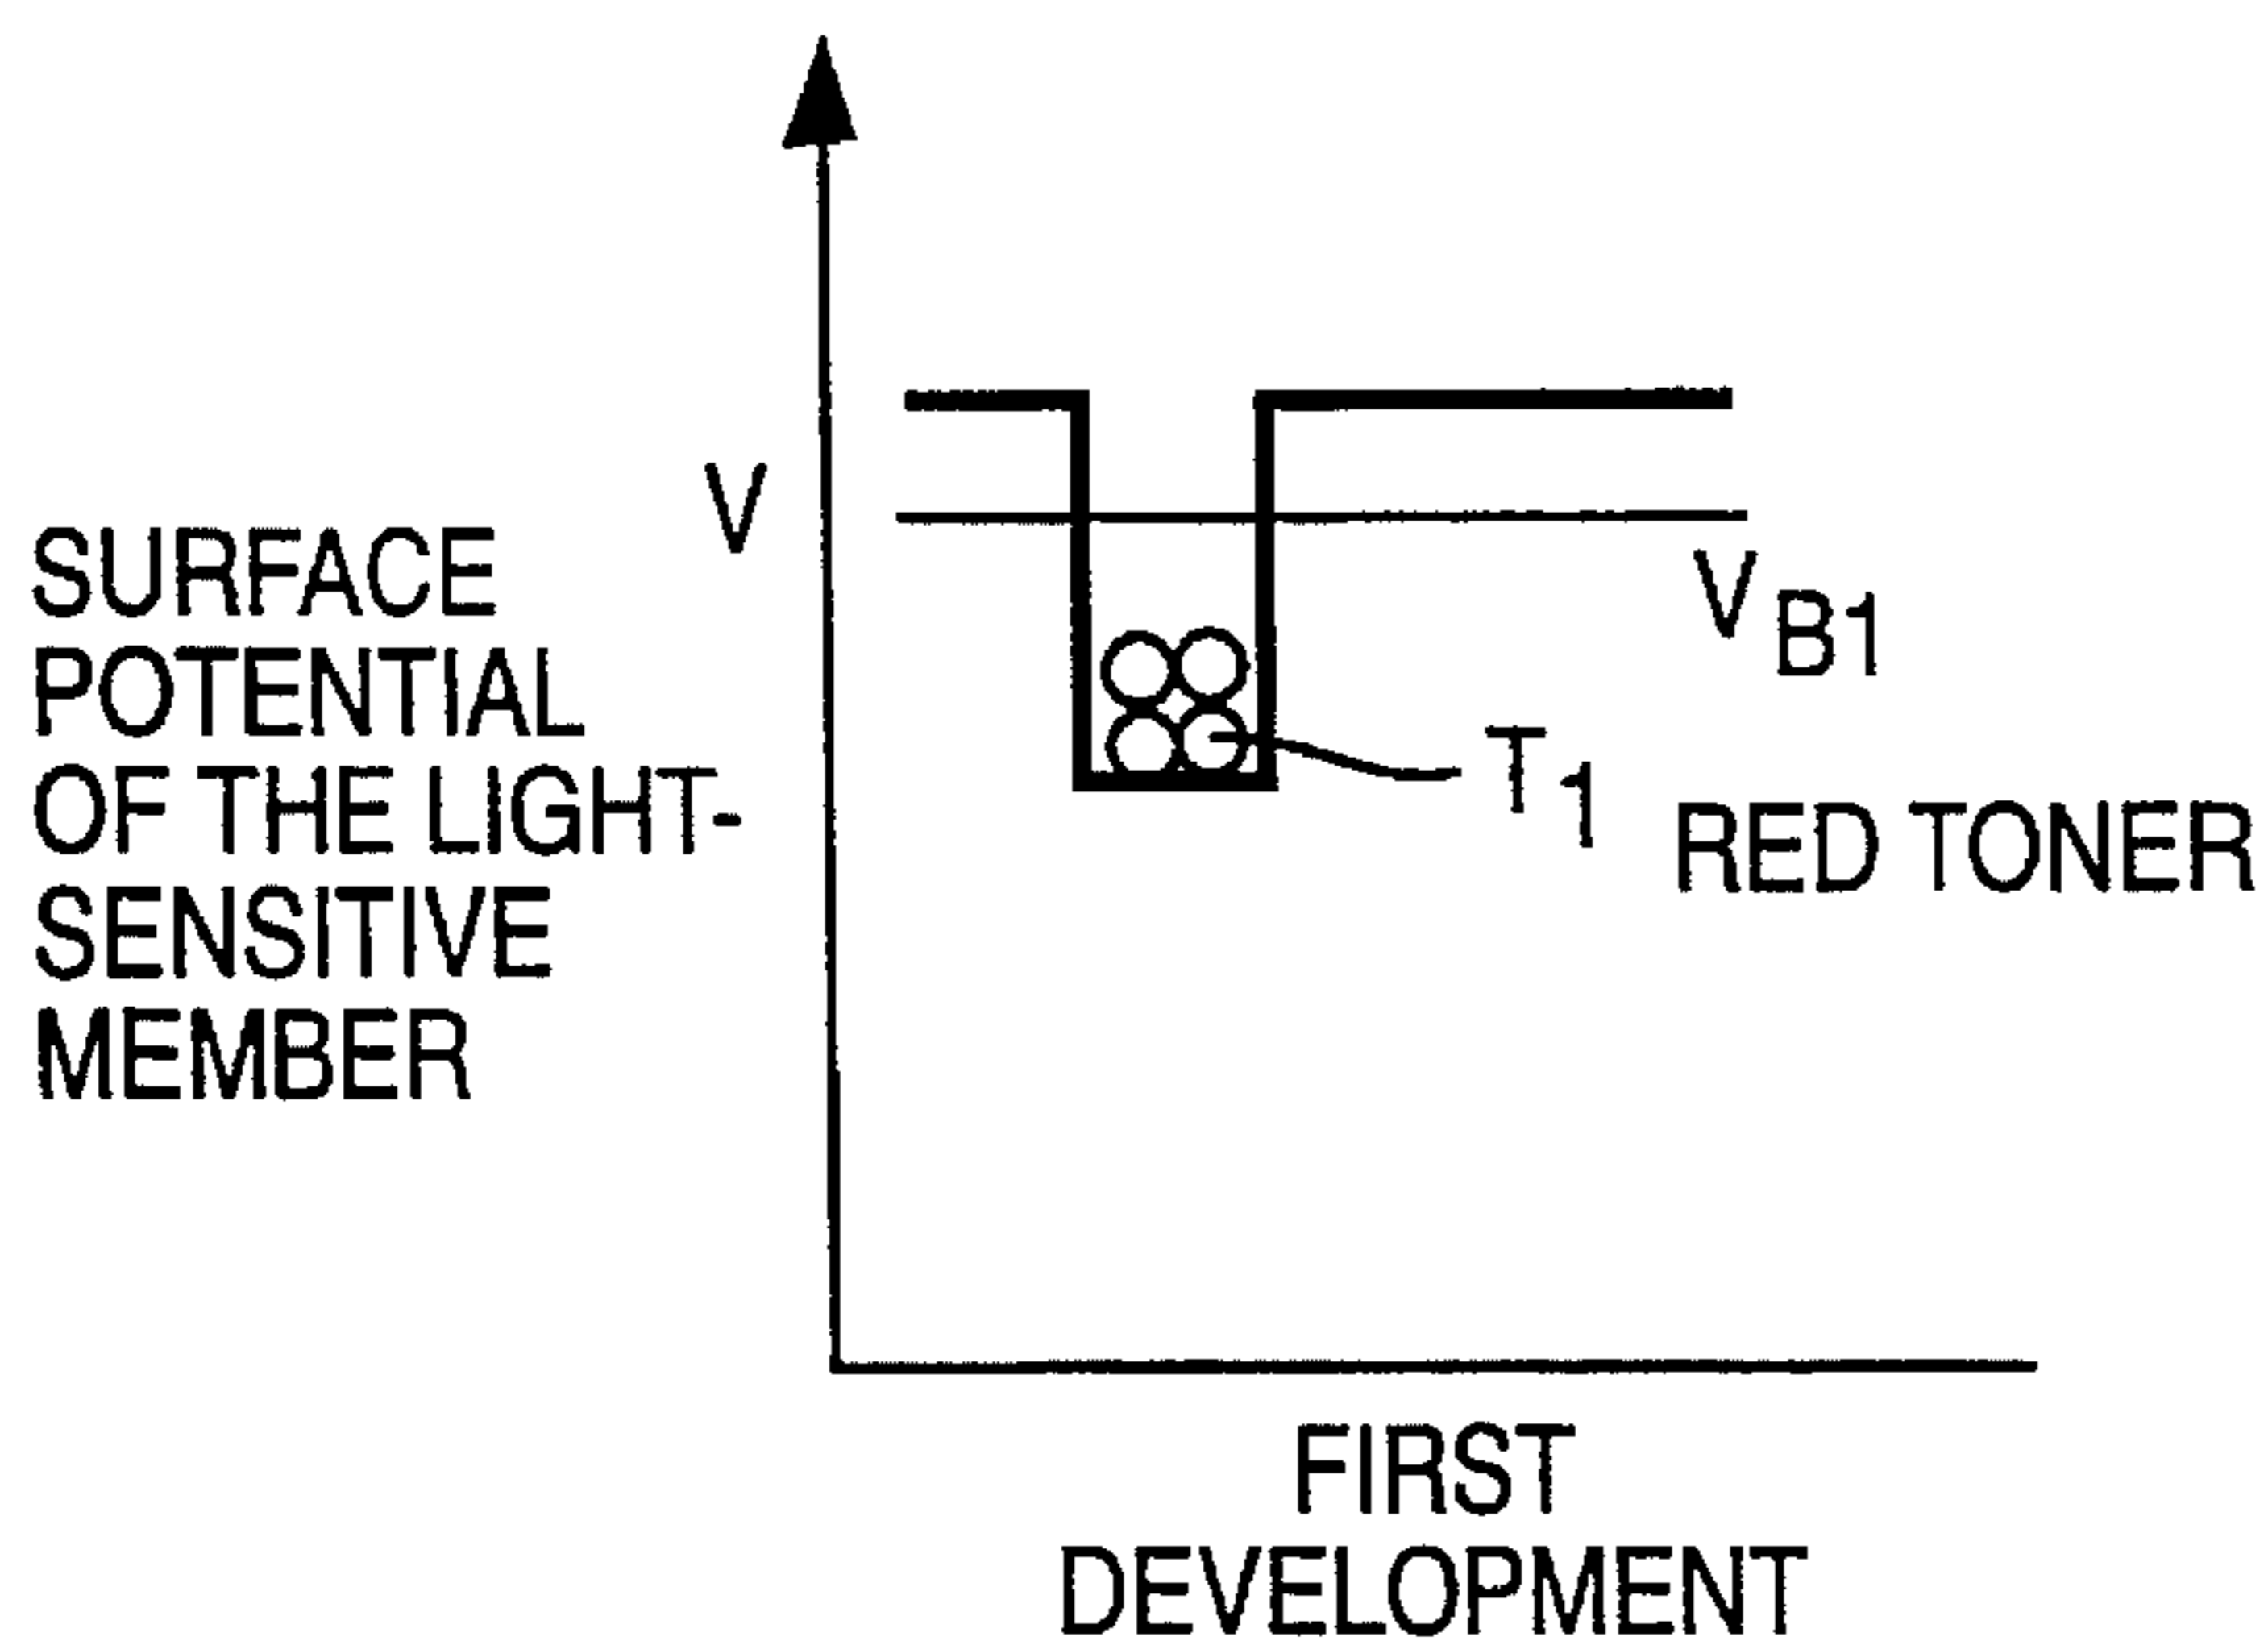 V
SURFACE
POTENTIAL
OF THE LIGHT-
SENSITIVE
MEMBER
VB1
T1 RED TONER
FIRST
DEVELOPMENT